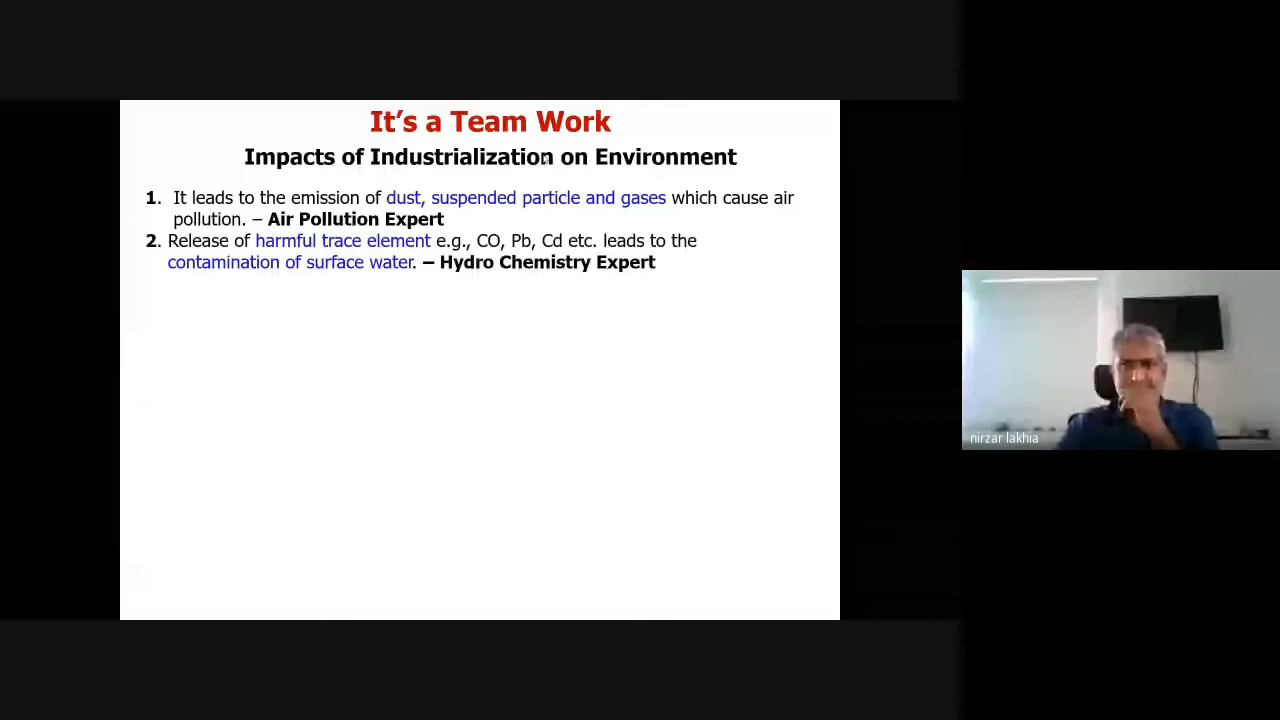 It's a Team Work
Impacts of Industrialization on Environment
1. It leads to the emission of dust, suspended particle and gases which cause air
pollution. – Air Pollution Expert
2. Release of harmful trace element e.g., CO, Pb, Cd etc. leads to the
contamination of surface water. – Hydro Chemistry Expert
nirzar lakhia